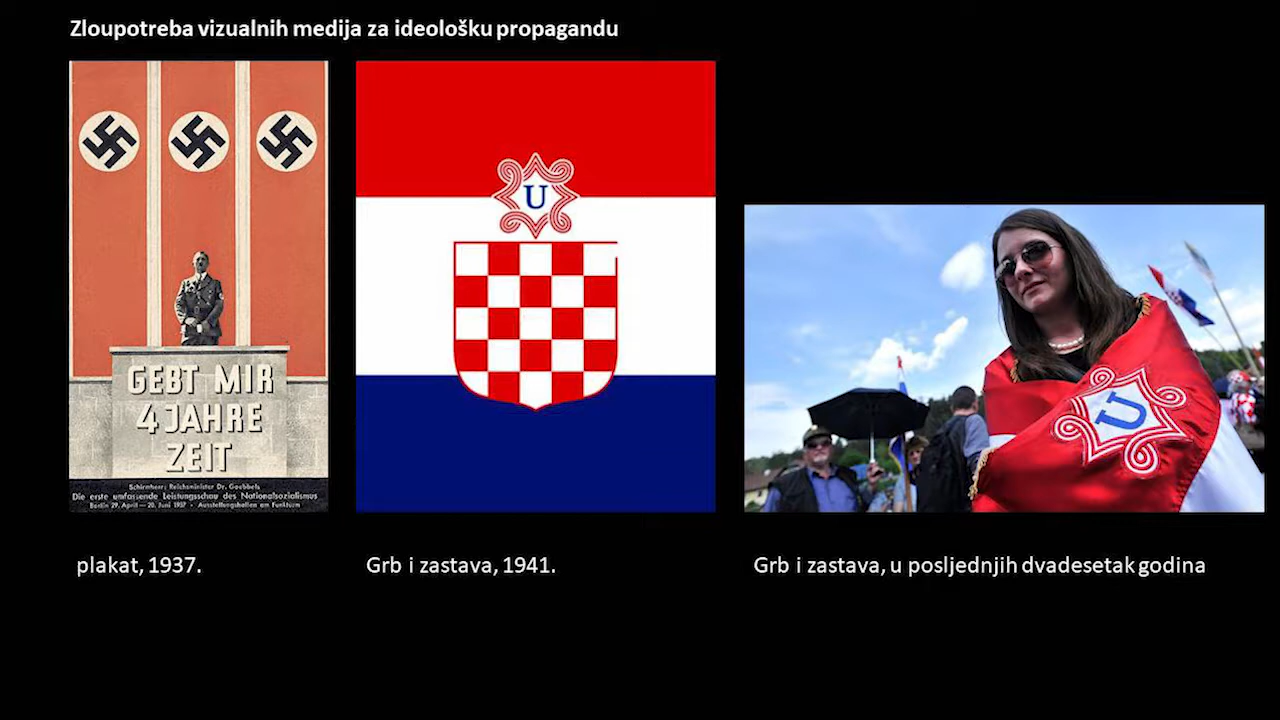 Zloupotreba vizualnih medija za ideološku propagandu
GEBT MIR
4 JAHRE
ZEIT
Schirmherr: Reichsminister Dr. Goebbels
Die erste umfassende Leistungsschau des Nationalsozialismus
Berlin 29. April — 20. Juni 1937 • Ausstellungshallen am Funkturm
U
U
plakat, 1937.
Grb i zastava, 1941.
Grb i zastava, u posljednjih dvadesetak godina